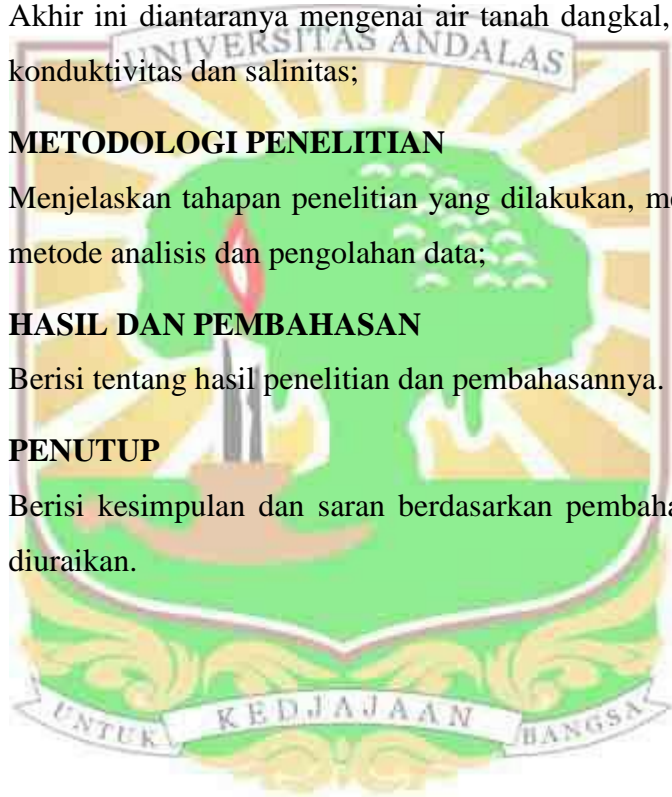 Akhir ini diantaranya mengenai air tanah dangkal,
UNIVERSITAS ANDALAS
konduktivitas dan salinitas;
METODOLOGI PENELITIAN
Menjelaskan tahapan penelitian yang dilakukan,
metode analisis dan pengolahan data;
HASIL DAN PEMBAHASAN
Berisi tentang hasil penelitian dan pembahasannya.
PENUTUP
Berisi kesimpulan dan saran berdasarkan
diuraikan.
UNTUK KEDJAJAAN BANGSA